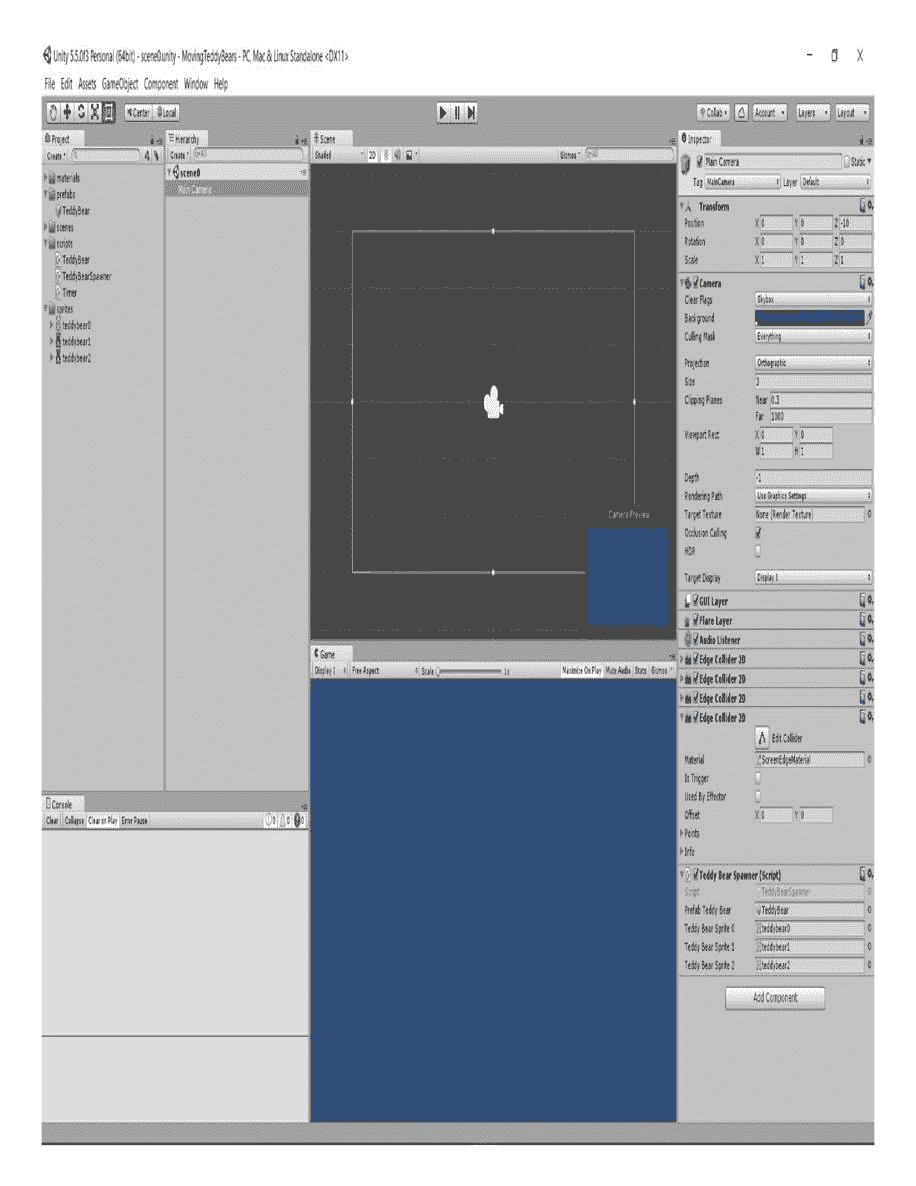 Unity 5.5.0f3 Personal (64bit) - scene0.unity - MovingTeddyBears - PC, Mac & Linux Standalone <DX11>
File Edit Assets GameObject Component Window Help
Center Local
Collab Account Layers Layout
Project
Create
materials
prefabs
TeddyBear
scenes
scripts
TeddyBear
TeddyBearSpawner
Timer
sprites
teddybear0
teddybear1
teddybear2
Hierarchy
Create All
scene0
Main Camera
Scene
Shaded 2D Gizmos All
Camera Preview
Game
Display 1 Free Aspect Scale 1x Maximize On Play Mute Audio Stats Gizmos
Console
Clear Collapse Clear on Play Error Pause 0 0 0
Inspector
Main Camera Static
Tag MainCamera Layer Default
Transform
Position X 0 Y 0 Z -10
Rotation X 0 Y 0 Z 0
Scale X 1 Y 1 Z 1
Camera
Clear Flags Skybox
Background
Culling Mask Everything
Projection Orthographic
Size 3
Clipping Planes Near 0.3
Far 1000
Viewport Rect X 0 Y 0
W 1 H 1
Depth -1
Rendering Path Use Graphics Settings
Target Texture None (Render Texture)
Occlusion Culling
HDR
Target Display Display 1
GUI Layer
Flare Layer
Audio Listener
Edge Collider 2D
Edge Collider 2D
Edge Collider 2D
Edge Collider 2D
Edit Collider
Material ScreenEdgeMaterial
Is Trigger
Used By Effector
Offset X 0 Y 0
Points
Info
Teddy Bear Spawner (Script)
Script TeddyBearSpawner
Prefab Teddy Bear TeddyBear
Teddy Bear Sprite 0 teddybear0
Teddy Bear Sprite 1 teddybear1
Teddy Bear Sprite 2 teddybear2
Add Component